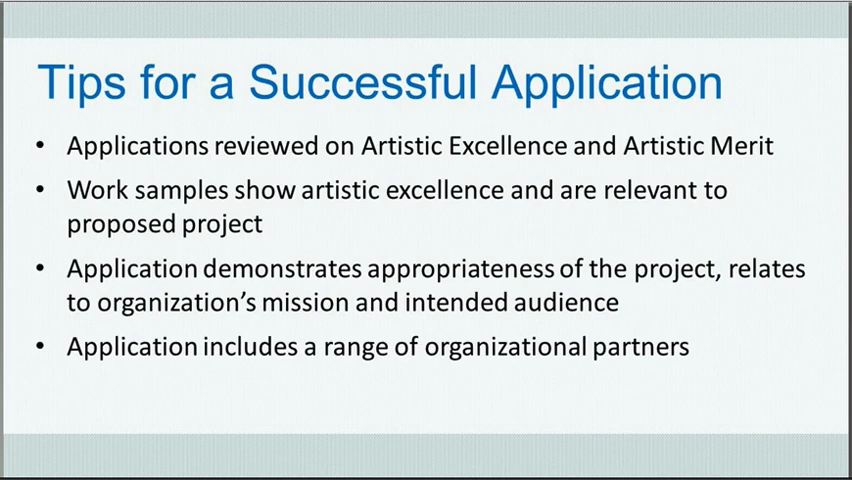 Tips for a Successful Application
• Applications reviewed on Artistic Excellence and Artistic Merit
• Work samples show artistic excellence and are relevant to
proposed project
• Application demonstrates appropriateness of the project, relates
to organization’s mission and intended audience
• Application includes a range of organizational partners